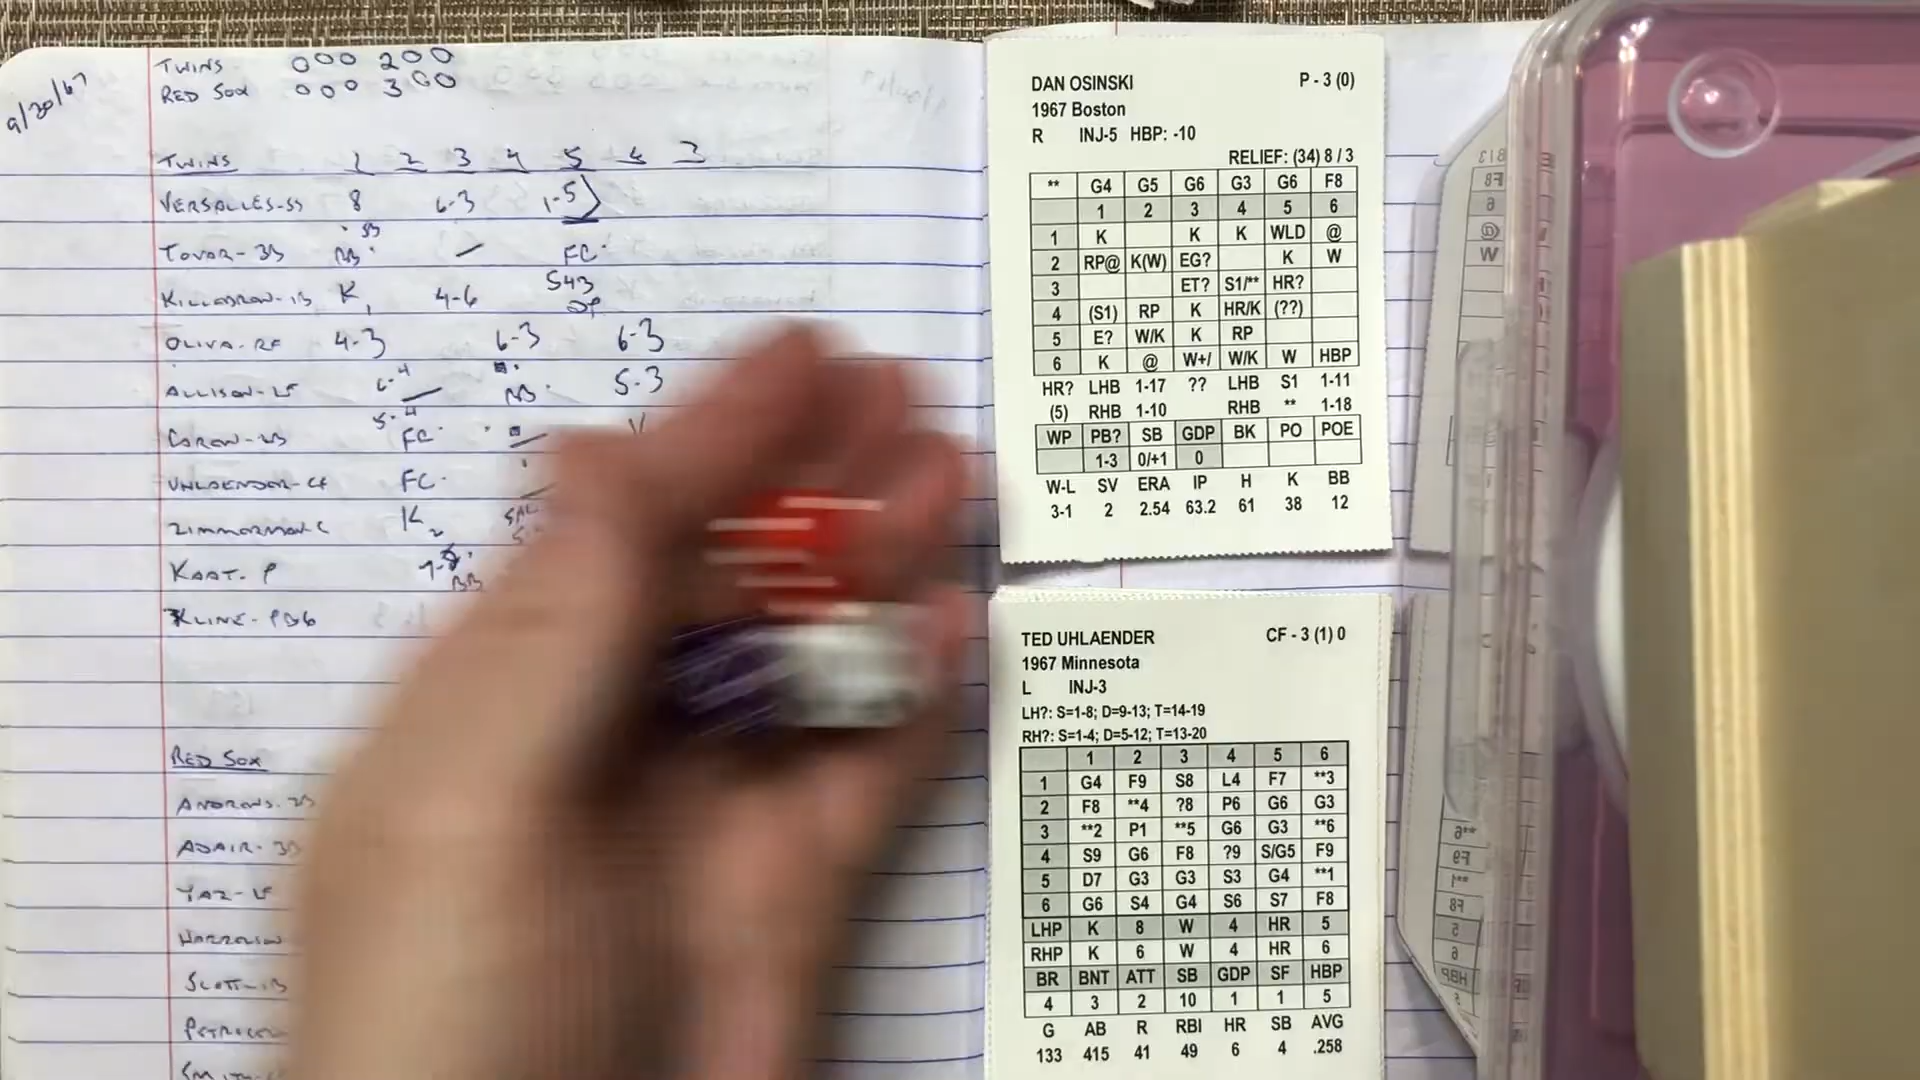 9/30/67
TWINS 000 200
RED SOX 000 300
TWINS 1 2 3 4 5 6 7
VERSALLES-SS 8 6-3 1-5
TOVAR-3B BB SB — FC
KILLEBREW-1B K, 4-6 543 DP
OLIVA-RF 4-3 6-3 6-3
ALLISON-LF 6-4 BB 5-3
CAREW-2B 5-4 FC
UHLAENDER-CF FC
ZIMMERMAN-C K2
KAAT-P BB
KLINE-P
RED SOX
ANDREWS-2B
ADAIR-3B
YAZ-LF
HARRELSON
SCOTT-1B
PETROCELLI
SMITH-CF
DAN OSINSKI P - 3 (0)
1967 Boston
R INJ-5 HBP: -10
RELIEF: (34) 8 / 3
** G4 G5 G6 G3 G6 F8
1 2 3 4 5 6
1 K K K WLD @
2 RP@ K(W) EG? K W
3 ET? S1/** HR?
4 (S1) RP K HR/K (??)
5 E? W/K K RP
6 K @ W+/ W/K W HBP
HR? LHB 1-17 ?? LHB S1 1-11
(5) RHB 1-10 RHB ** 1-18
WP PB? SB GDP BK PO POE
1-3 0/+1 0
W-L SV ERA IP H K BB
3-1 2 2.54 63.2 61 38 12
TED UHLAENDER CF - 3 (1) 0
1967 Minnesota
L INJ-3
LH?: S=1-8; D=9-13; T=14-19
RH?: S=1-4; D=5-12; T=13-20
1 2 3 4 5 6
1 G4 F9 S8 L4 F7 **3
2 F8 **4 ?8 P6 G6 G3
3 **2 P1 **5 G6 G3 **6
4 S9 G6 F8 ?9 S/G5 F9
5 D7 G3 G3 S3 G4 **1
6 G6 S4 G4 S6 S7 F8
LHP K 8 W 4 HR 5
RHP K 6 W 4 HR 6
BR BNT ATT SB GDP SF HBP
4 3 2 10 1 1 5
G AB R RBI HR SB AVG
133 415 41 49 6 4 .258